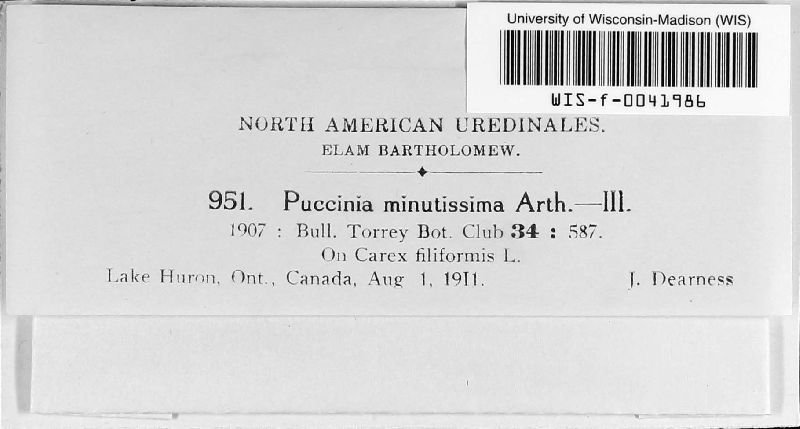 University of Wisconsin-Madison (WIS)
WIS-f-0041986
NORTH AMERICAN UREDINALES.
ELAM BARTHOLOMEW.
951. Puccinia minutissima Arth.—III.
1907 : Bull. Torrey Bot. Club 34 : 587.
On Carex filiformis L.
Lake Huron, Ont., Canada, Aug 1, 1911. J. Dearness